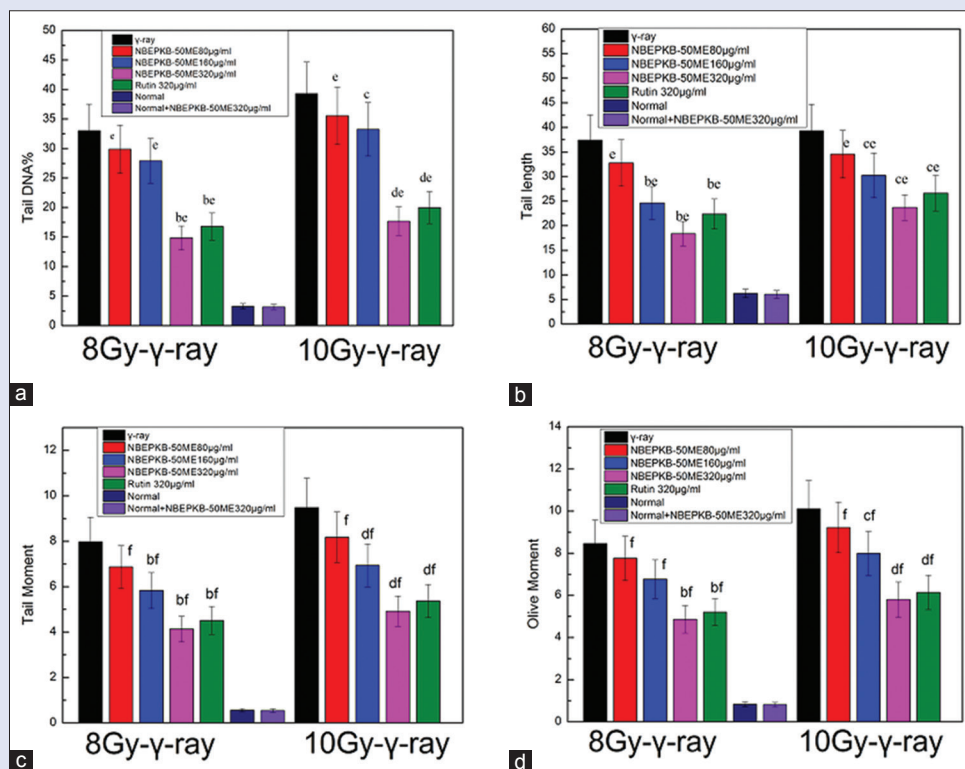 50
45
40
35
30
25
20
15
10
5
0
Tail DNA%
γ-ray
NBEPKB-50ME80μg/ml
NBEPKB-50ME160μg/ml
NBEPKB-50ME320μg/ml
Rutin 320μg/ml
Normal
Normal+NBEPKB-50ME320μg/ml
e
e
be
be
e
c
de
de
8Gy-γ-ray
10Gy-γ-ray
a
60
55
50
45
40
35
30
25
20
15
10
5
0
Tail length
γ-ray
NBEPKB-50ME80μg/ml
NBEPKB-50ME160μg/ml
NBEPKB-50ME320μg/ml
Rutin 320μg/ml
Normal
Normal+NBEPKB-50ME320μg/ml
e
be
be
be
e
ce
ce
ce
8Gy-γ-ray
10Gy-γ-ray
b
12
10
8
6
4
2
0
Tail Moment
γ-ray
NBEPKB-50ME80μg/ml
NBEPKB-50ME160μg/ml
NBEPKB-50ME320μg/ml
Rutin 320μg/ml
Normal
Normal+NBEPKB-50ME320μg/ml
f
bf
bf
bf
f
df
df
df
8Gy-γ-ray
10Gy-γ-ray
c
14
12
10
8
6
4
2
0
Olive Moment
γ-ray
NBEPKB-50ME80μg/ml
NBEPKB-50ME160μg/ml
NBEPKB-50ME320μg/ml
Rutin 320μg/ml
Normal
Normal+NBEPKB-50ME320μg/ml
f
f
bf
bf
f
cf
df
df
8Gy-γ-ray
10Gy-γ-ray
d